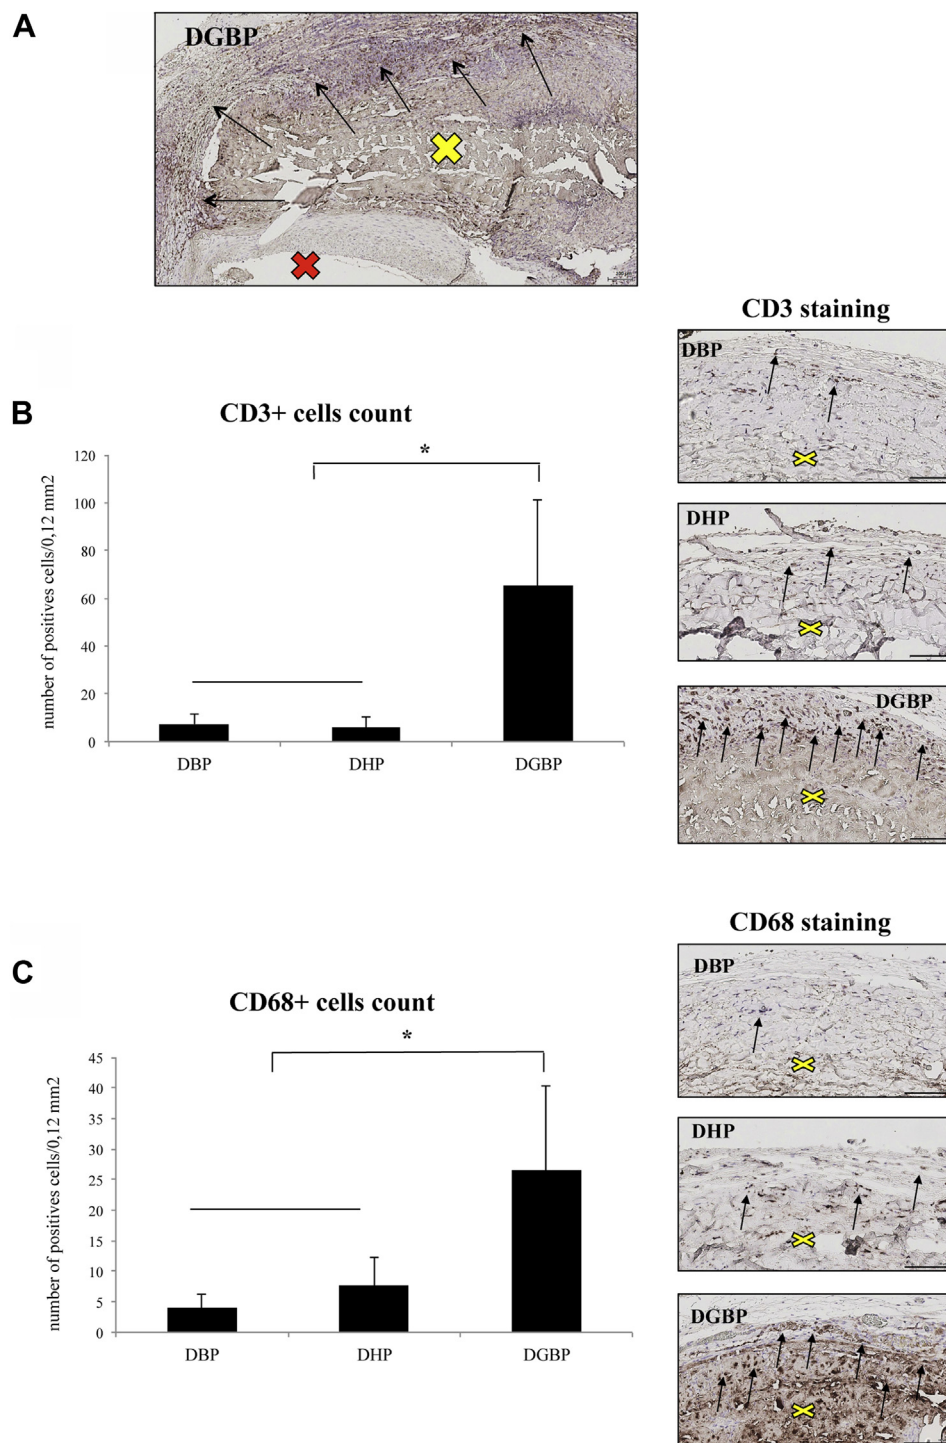 A
DGBP
CD3 staining
DBP
B
CD3+ cells count
*
number of positives cells/0,12 mm2
120
100
80
60
40
20
0
DBP
DHP
DGBP
DHP
DGBP
CD68 staining
C
DBP
CD68+ cells count
*
number of positives cells/0,12 mm2
45
40
35
30
25
20
15
10
5
0
DBP
DHP
DGBP
DHP
DGBP